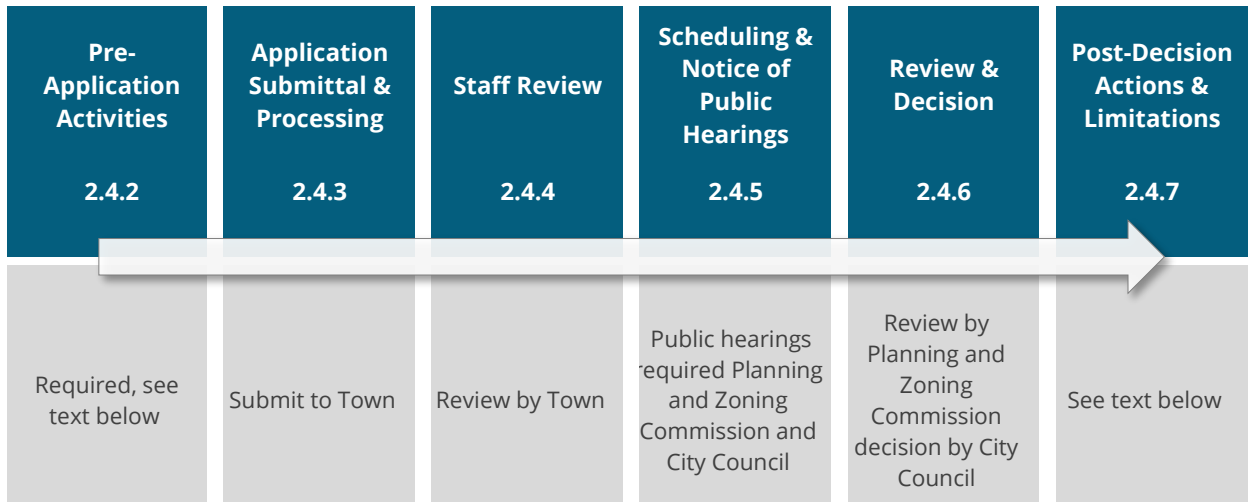 Pre-
Application
Activities
2.4.2
Application
Submittal &
Processing
2.4.3
Staff Review
2.4.4
Scheduling &
Notice of
Public
Hearings
2.4.5
Review &
Decision
2.4.6
Post-Decision
Actions &
Limitations
2.4.7
Required, see
text below
Submit to Town
Review by Town
Public hearings
required Planning
and Zoning
Commission and
City Council
Review by
Planning and
Zoning
Commission
decision by City
Council
See text below